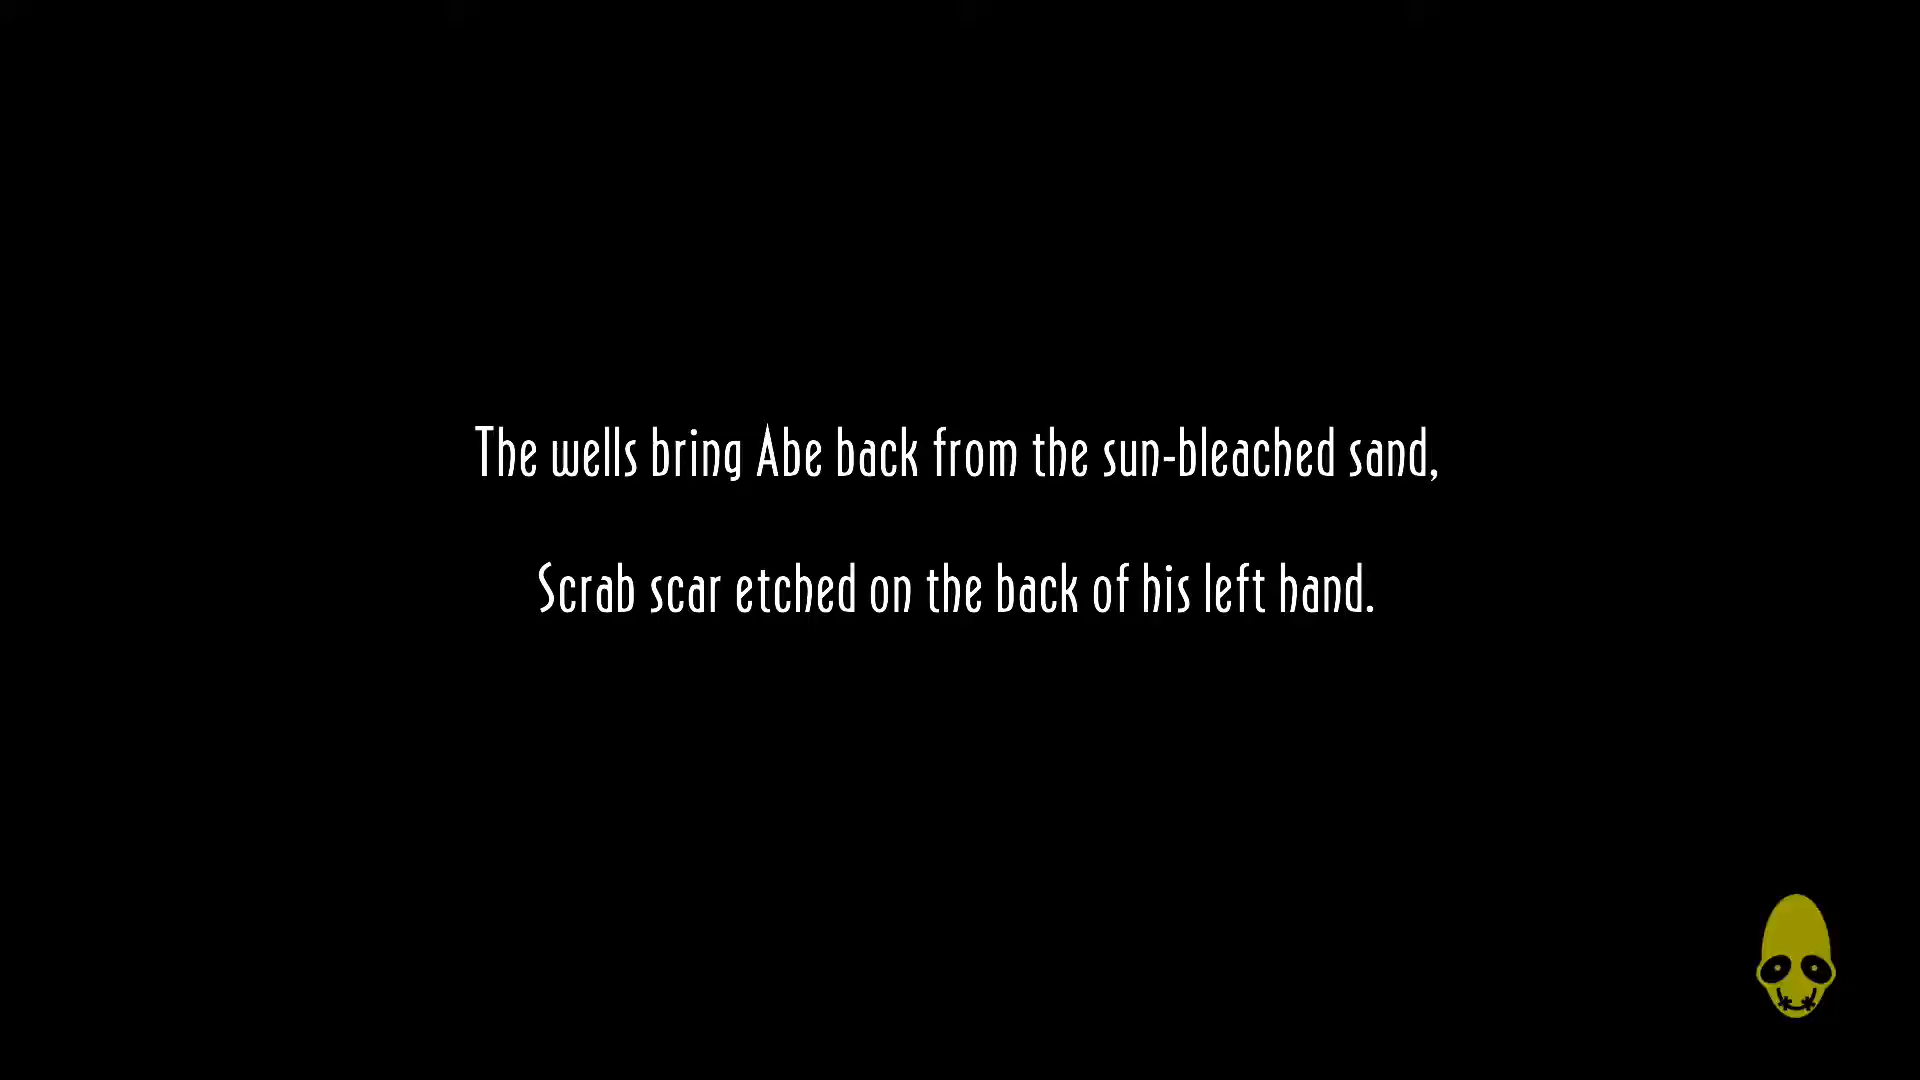 The wells bring Abe back from the sun-bleached sand,
Scrab scar etched on the back of his left hand.